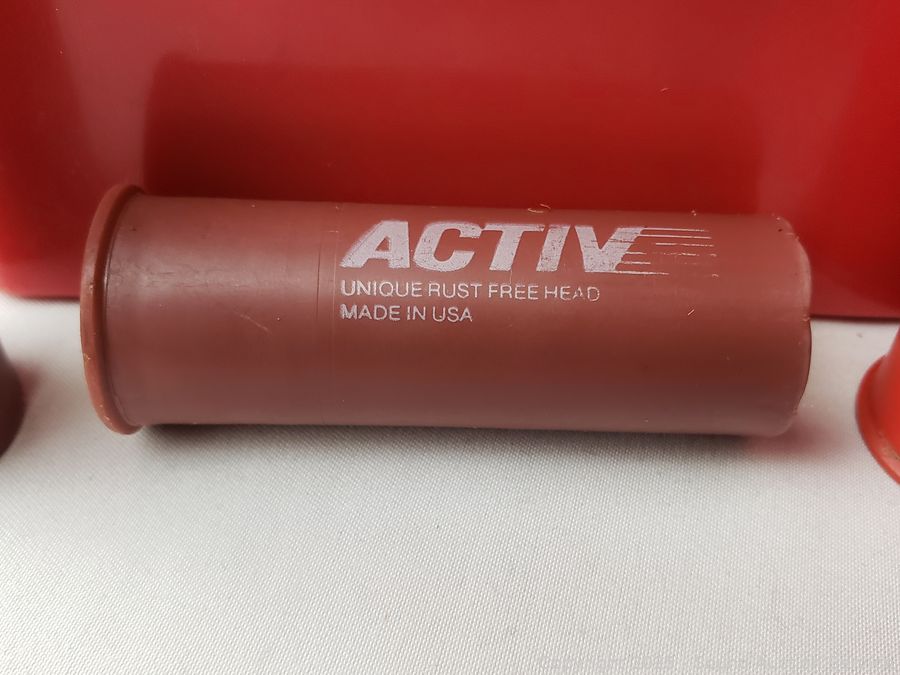 ACTIV
UNIQUE RUST FREE HEAD
MADE IN USA